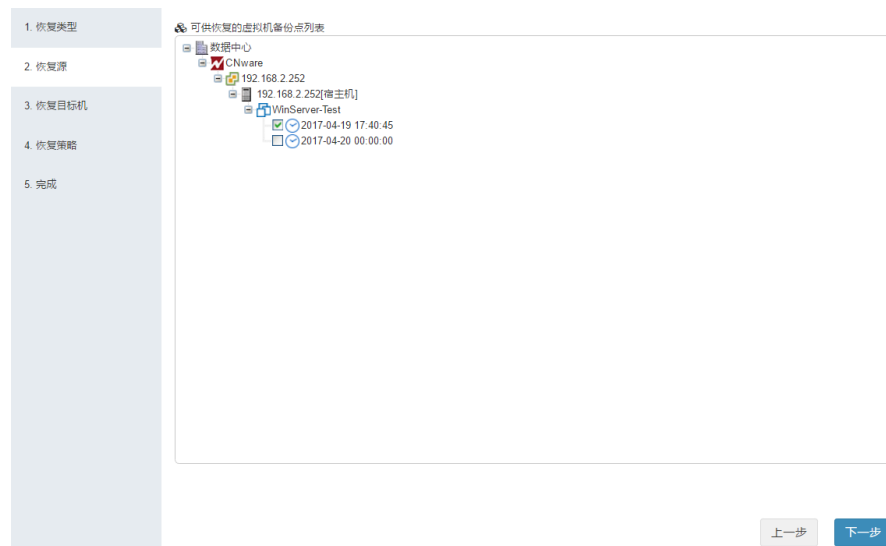 1. 恢复类型
2. 恢复源
3. 恢复目标机
4. 恢复策略
5. 完成
可供恢复的虚拟机备份点列表
数据中心
CNware
192.168.2.252
192.168.2.252[宿主机]
WinServer-Test
2017-04-19 17:40:45
2017-04-20 00:00:00
上一步
下一步